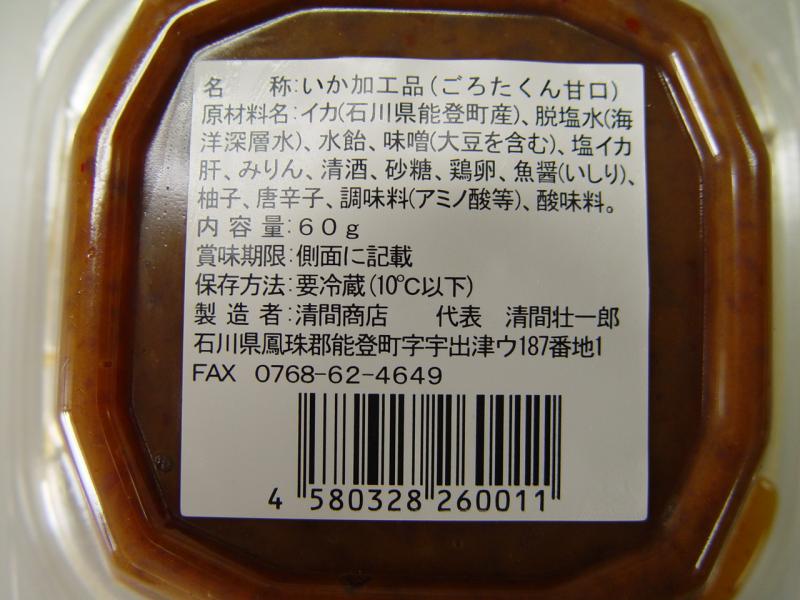 名　　称:いか加工品(ごろたくん甘口)
原材料名:イカ(石川県能登町産)、脱塩水(海
洋深層水)、水飴、味噌(大豆を含む)、塩イカ
肝、みりん、清酒、砂糖、鶏卵、魚醤(いしり)、
柚子、唐辛子、調味料(アミノ酸等)、酸味料。
内容量:60g
賞味期限:側面に記載
保存方法:要冷蔵(10℃以下)
製造者:清間商店　　代表　清間壮一郎
石川県鳳珠郡能登町字宇出津ウ187番地1
FAX 0768-62-4649
4 580328 260011